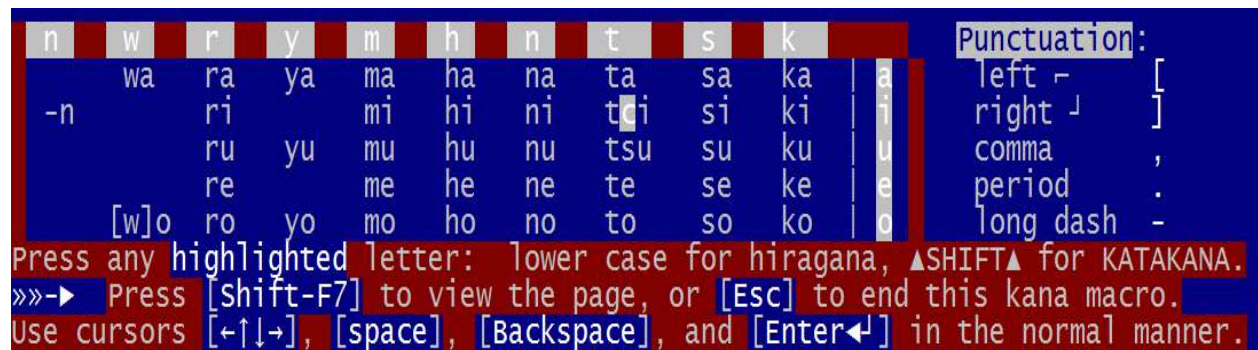 n w r y m h n t s k Punctuation:
wa ra ya ma ha na ta sa ka | a left ⌐ [
-n ri mi hi ni tci si ki | i right ┘ ]
ru yu mu hu nu tsu su ku | u comma ,
re me he ne te se ke | e period .
[w]o ro yo mo ho no to so ko | o long dash -
Press any highlighted letter: lower case for hiragana, ▲SHIFT▲ for KATAKANA.
»»-► Press [Shift-F7] to view the page, or [Esc] to end this kana macro.
Use cursors [←↑↓→], [space], [Backspace], and [Enter◄┘] in the normal manner.